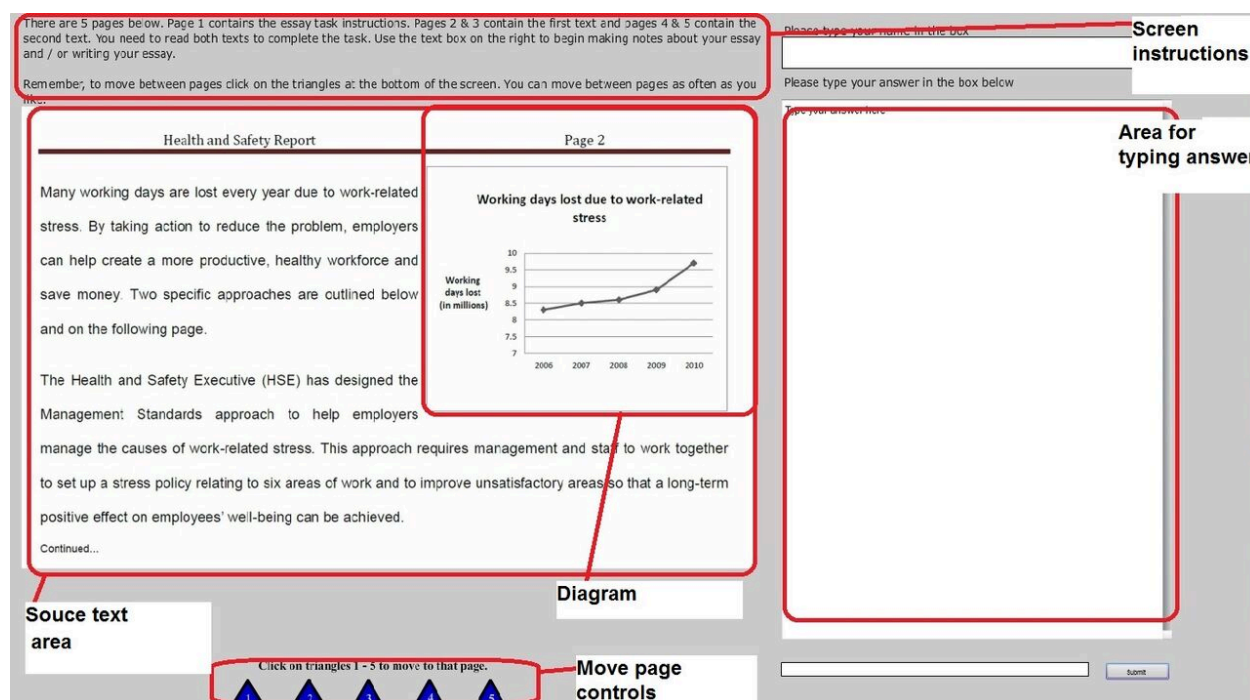 There are 5 pages below. Page 1 contains the essay task instructions. Pages 2 & 3 contain the first text and pages 4 & 5 contain the
second text. You need to read both texts to complete the task. Use the text box on the right to begin making notes about your essay
and / or writing your essay.
Remember, to move between pages click on the triangles at the bottom of the screen. You can move between pages as often as you
like.
Please type your name in the box
Screen
instructions
Please type your answer in the box below
Type your answer here
Area for
typing answer
Health and Safety Report
Page 2
Many working days are lost every year due to work-related
stress. By taking action to reduce the problem, employers
can help create a more productive, healthy workforce and
save money. Two specific approaches are outlined below
and on the following page.
Working days lost due to work-related
stress
Working
days lost
(in millions)
10
9.5
9
8.5
8
7.5
7
2006 2007 2008 2009 2010
The Health and Safety Executive (HSE) has designed the
Management Standards approach to help employers
manage the causes of work-related stress. This approach requires management and staff to work together
to set up a stress policy relating to six areas of work and to improve unsatisfactory areas so that a long-term
positive effect on employees' well-being can be achieved.
Continued...
Diagram
Souce text
area
Click on triangles 1 - 5 to move to that page.
1 2 3 4 5
Move page
controls
Submit